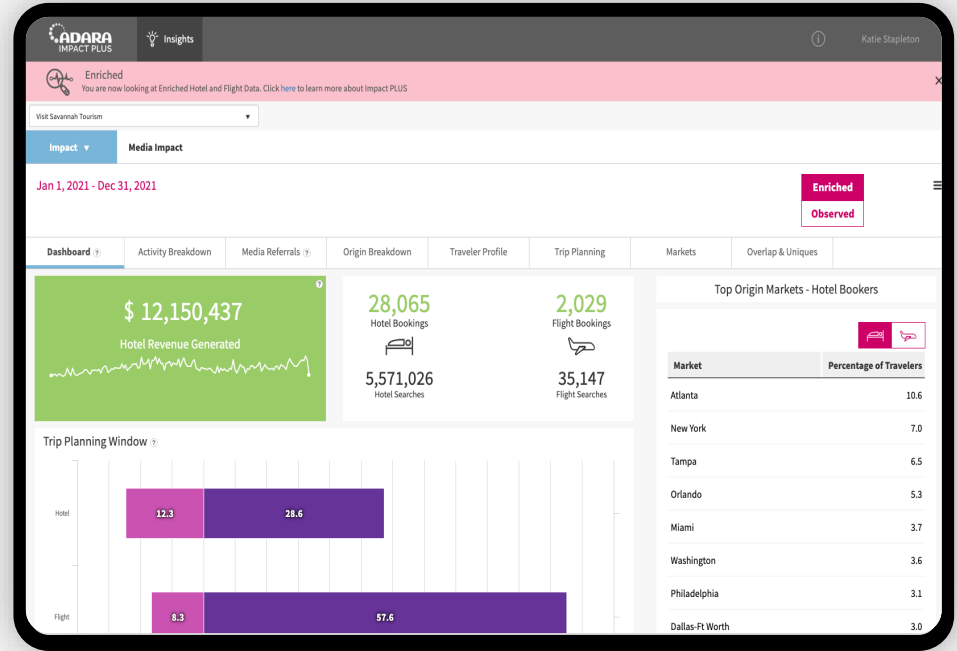 ADARA
IMPACT PLUS
Insights
Katie Stapleton
Enriched
You are now looking at Enriched Hotel and Flight Data. Click here to learn more about Impact PLUS
Visit Savannah Tourism
Impact
Media Impact
Jan 1, 2021 - Dec 31, 2021
Enriched
Observed
Dashboard ?
Activity Breakdown
Media Referrals ?
Origin Breakdown
Traveler Profile
Trip Planning
Markets
Overlap & Uniques
$ 12,150,437
Hotel Revenue Generated
28,065
Hotel Bookings
5,571,026
Hotel Searches
2,029
Flight Bookings
35,147
Flight Searches
Trip Planning Window ?
Hotel
12.3
28.6
Flight
8.3
57.6
Top Origin Markets - Hotel Bookers
Market Percentage of Travelers
Atlanta 10.6
New York 7.0
Tampa 6.5
Orlando 5.3
Miami 3.7
Washington 3.6
Philadelphia 3.1
Dallas-Ft Worth 3.0